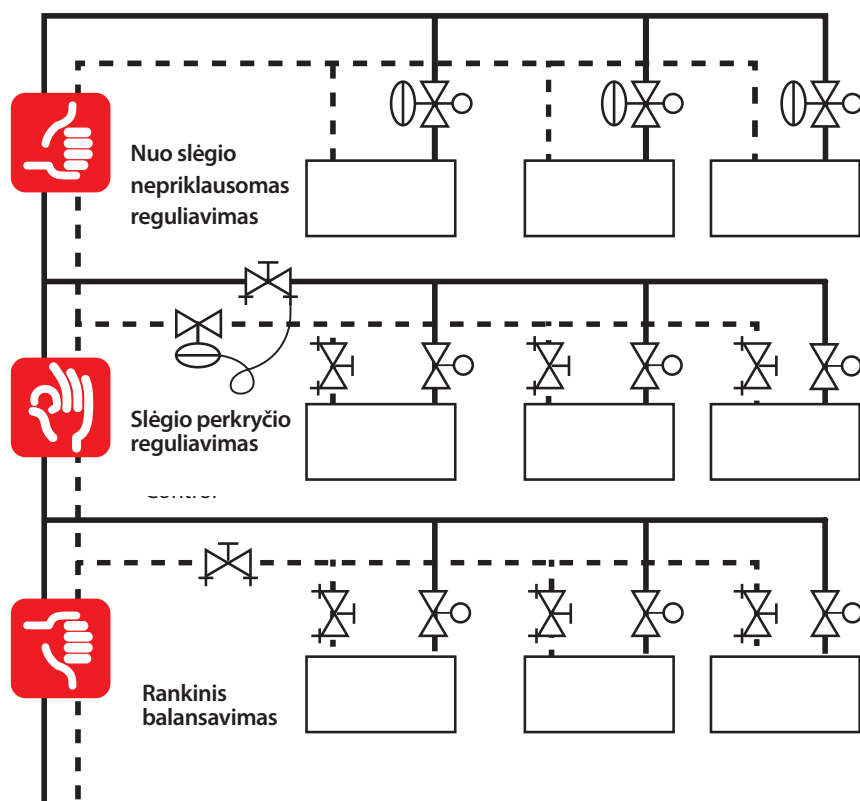 Nuo slėgio
nepriklausomas
reguliavimas
Slėgio perkryčio
reguliavimas
Rankinis
balansavimas